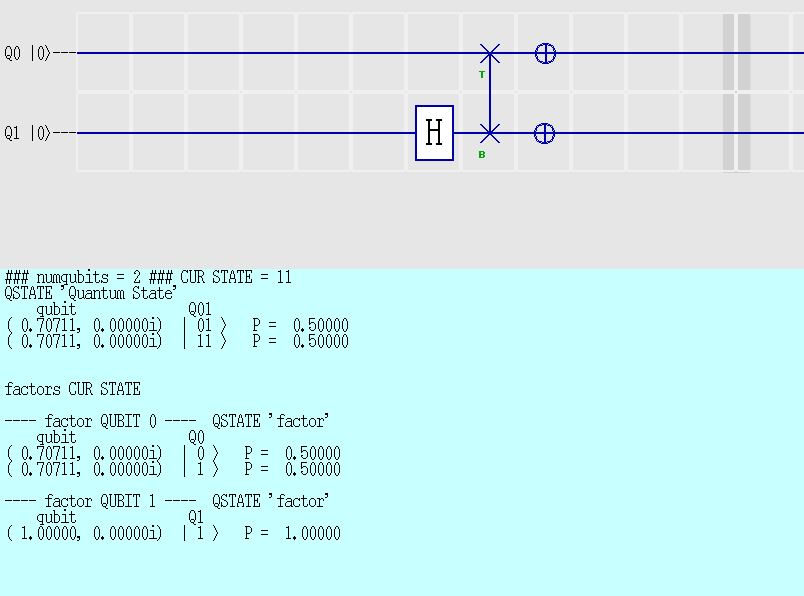 Q0 |0⟩---
T
Q1 |0⟩---
H
B
### numqubits = 2 ### CUR STATE = 11
QSTATE 'Quantum State'
qubit Q01
( 0.70711, 0.00000i) | 01 ⟩ P = 0.50000
( 0.70711, 0.00000i) | 11 ⟩ P = 0.50000
factors CUR STATE
---- factor QUBIT 0 ---- QSTATE 'factor'
qubit Q0
( 0.70711, 0.00000i) | 0 ⟩ P = 0.50000
( 0.70711, 0.00000i) | 1 ⟩ P = 0.50000
---- factor QUBIT 1 ---- QSTATE 'factor'
qubit Q1
( 1.00000, 0.00000i) | 1 ⟩ P = 1.00000